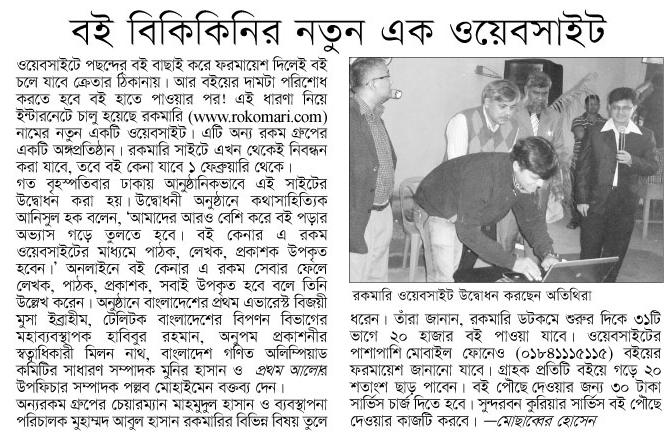 বই বিকিকিনির নতুন এক ওয়েবসাইট
ওয়েবসাইটে পছন্দের বই বাছাই করে ফরমায়েশ দিলেই বই
চলে যাবে ক্রেতার ঠিকানায়। আর বইয়ের দামটা পরিশোধ
করতে হবে বই হাতে পাওয়ার পর! এই ধারণা নিয়ে
ইন্টারনেটে চালু হয়েছে রকমারি (www.rokomari.com)
নামের নতুন একটি ওয়েবসাইট। এটি অন্য রকম গ্রুপের
একটি অঙ্গপ্রতিষ্ঠান। রকমারি সাইটে এখন থেকেই নিবন্ধন
করা যাবে, তবে বই কেনা যাবে ১ ফেব্রুয়ারি থেকে।
গত বৃহস্পতিবার ঢাকায় আনুষ্ঠানিকভাবে এই সাইটের
উদ্বোধন করা হয়। উদ্বোধনী অনুষ্ঠানে কথাসাহিত্যিক
আনিসুল হক বলেন, ‘আমাদের আরও বেশি করে বই পড়ার
অভ্যাস গড়ে তুলতে হবে। বই কেনার এ রকম
ওয়েবসাইটের মাধ্যমে পাঠক, লেখক, প্রকাশক উপকৃত
হবেন।’ অনলাইনে বই কেনার এ রকম সেবার ফেলে
লেখক, পাঠক, প্রকাশক, সবাই উপকৃত হবে বলে তিনি
উল্লেখ করেন। অনুষ্ঠানে বাংলাদেশের প্রথম এভারেস্ট বিজয়ী
মুসা ইব্রাহীম, টেলিটক বাংলাদেশের বিপণন বিভাগের
মহাব্যবস্থাপক হাবিবুর রহমান, অনুপম প্রকাশনীর
স্বত্বাধিকারী মিলন নাথ, বাংলাদেশ গণিত অলিম্পিয়াড
কমিটির সাধারণ সম্পাদক মুনির হাসান ও প্রথম আলোর
উপফিচার সম্পাদক পল্লব মোহাইমেন বক্তব্য দেন।
অন্যরকম গ্রুপের চেয়ারম্যান মাহমুদুল হাসান ও ব্যবস্থাপনা
পরিচালক মুহাম্মদ আবুল হাসান রকমারির বিভিন্ন বিষয় তুলে
রকমারি ওয়েবসাইট উদ্বোধন করছেন অতিথিরা
ধরেন। তাঁরা জানান, রকমারি ডটকমে শুরুর দিকে ৩১টি
ভাগে ২০ হাজার বই পাওয়া যাবে। ওয়েবসাইটের
পাশাপাশি মোবাইল ফোনেও (০১৮৪১১১৫১১৫) বইয়ের
ফরমায়েশ জানানো যাবে। গ্রাহক প্রতিটি বইয়ে গড়ে ২০
শতাংশ ছাড় পাবেন। বই পৌছে দেওয়ার জন্য ৩০ টাকা
সার্ভিস চার্জ দিতে হবে। সুন্দরবন কুরিয়ার সার্ভিস বই পৌছে
দেওয়ার কাজটি করবে। —মোছাব্বের হোসেন